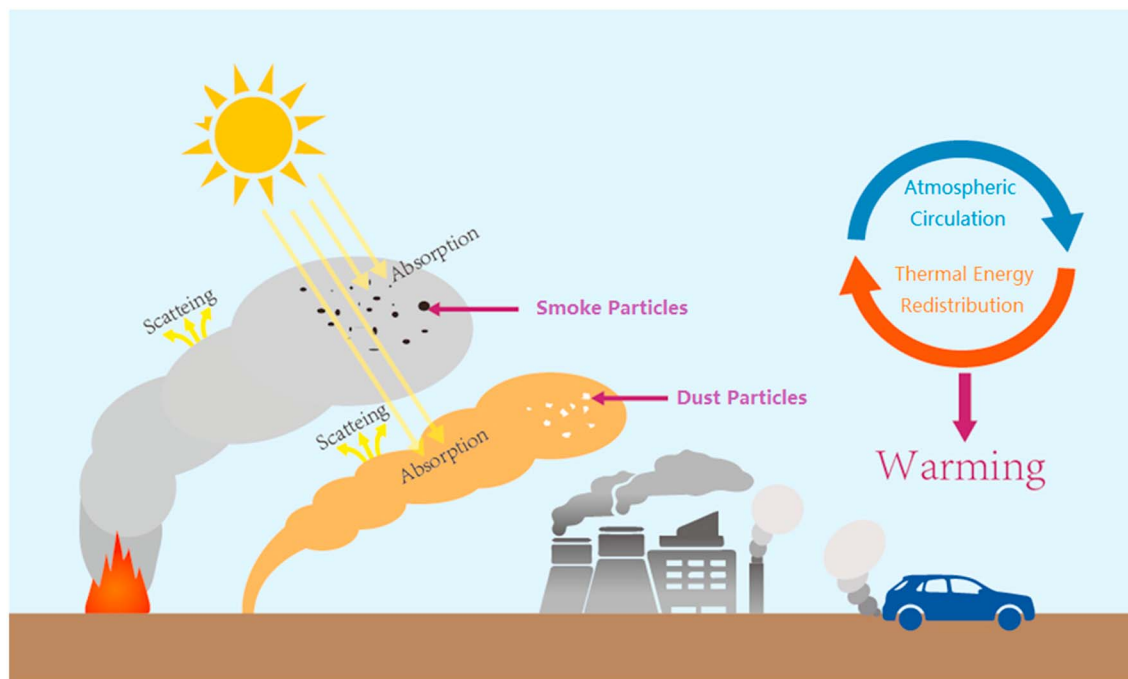 Absorption
Scatteing
Smoke Particles
Scatteing
Absorption
Dust Particles
Atmospheric
Circulation
Thermal Energy
Redistribution
Warming